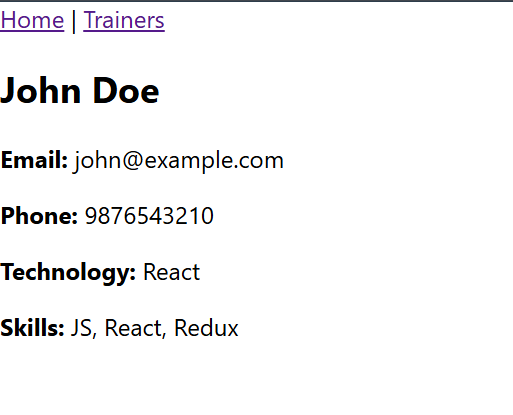 Home | Trainers
John Doe
Email: john@example.com
Phone: 9876543210
Technology: React
Skills: JS, React, Redux